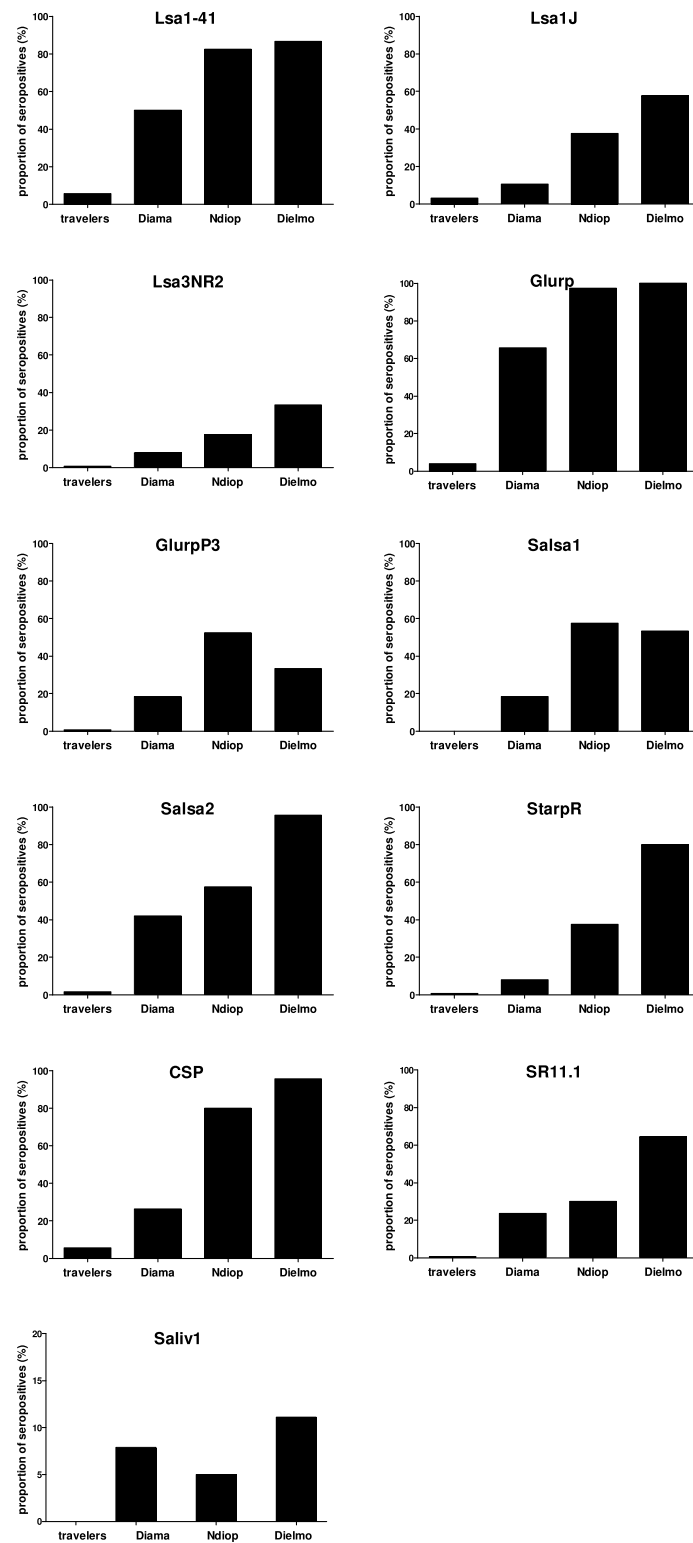 Lsa1-41
proportion of seropositives (%)
100
80
60
40
20
0
travelers Diama Ndiop Dielmo
Lsa1J
proportion of seropositives (%)
100
80
60
40
20
0
travelers Diama Ndiop Dielmo
Lsa3NR2
proportion of seropositives (%)
100
80
60
40
20
0
travelers Diama Ndiop Dielmo
Glurp
proportion of seropositives (%)
100
80
60
40
20
0
travelers Diama Ndiop Dielmo
GlurpP3
proportion of seropositives (%)
100
80
60
40
20
0
travelers Diama Ndiop Dielmo
Salsa1
proportion of seropositives (%)
100
80
60
40
20
0
travelers Diama Ndiop Dielmo
Salsa2
proportion of seropositives (%)
100
80
60
40
20
0
travelers Diama Ndiop Dielmo
StarpR
proportion of seropositives (%)
100
80
60
40
20
0
travelers Diama Ndiop Dielmo
CSP
proportion of seropositives (%)
100
80
60
40
20
0
travelers Diama Ndiop Dielmo
SR11.1
proportion of seropositives (%)
100
80
60
40
20
0
travelers Diama Ndiop Dielmo
Saliv1
proportion of seropositives (%)
20
15
10
5
0
travelers Diama Ndiop Dielmo